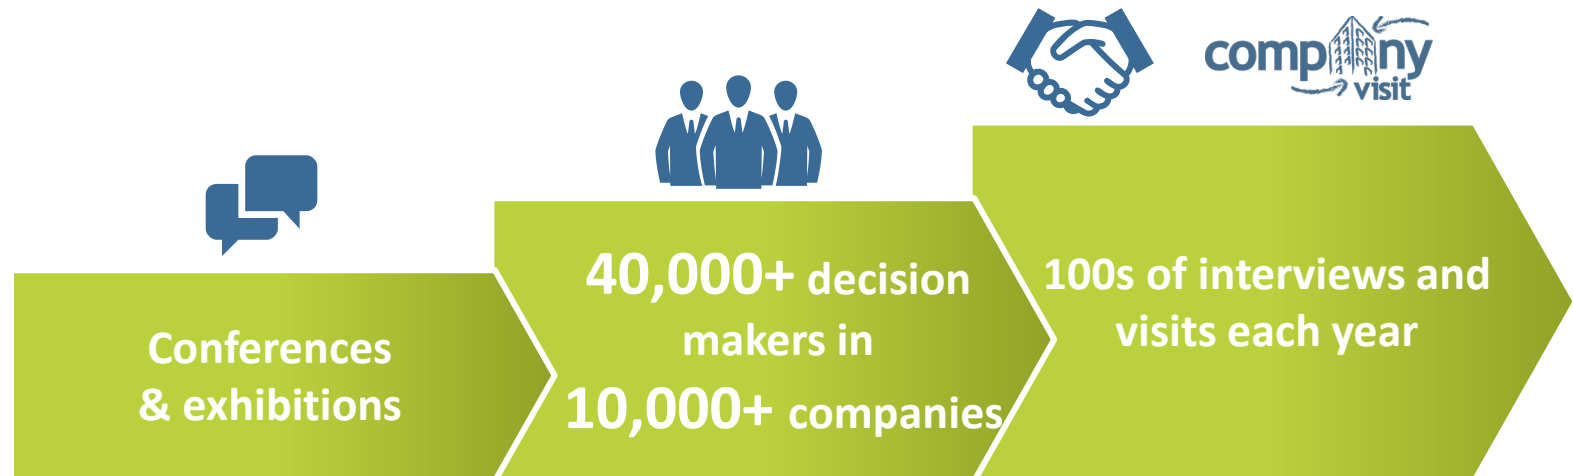 company
visit
Conferences
& exhibitions
40,000+ decision
makers in
10,000+ companies
100s of interviews and
visits each year